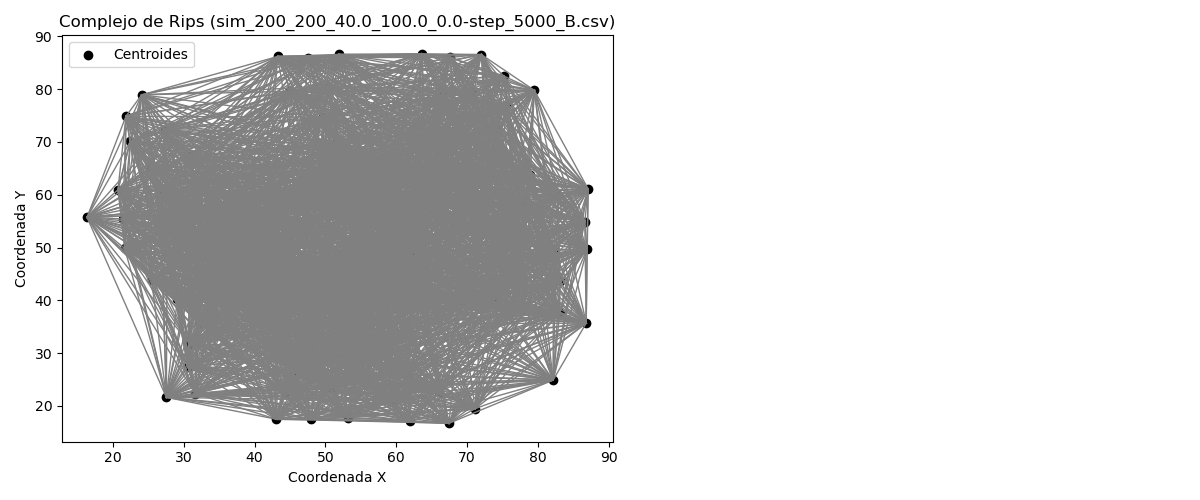 Complejo de Rips (sim_200_200_40.0_100.0_0.0-step_5000_B.csv)
Centroides
90
80
70
60
50
40
30
20
Coordenada Y
20 30 40 50 60 70 80 90
Coordenada X